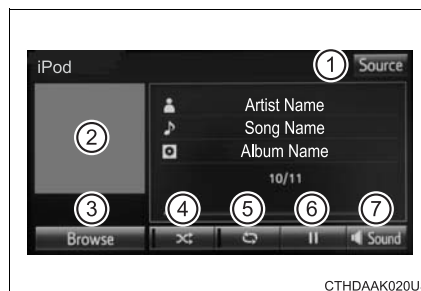 iPod
1
Source
2
Artist Name
Song Name
Album Name
10/11
3
4
5
6
7
Browse
Sound
CTHDAAK020U